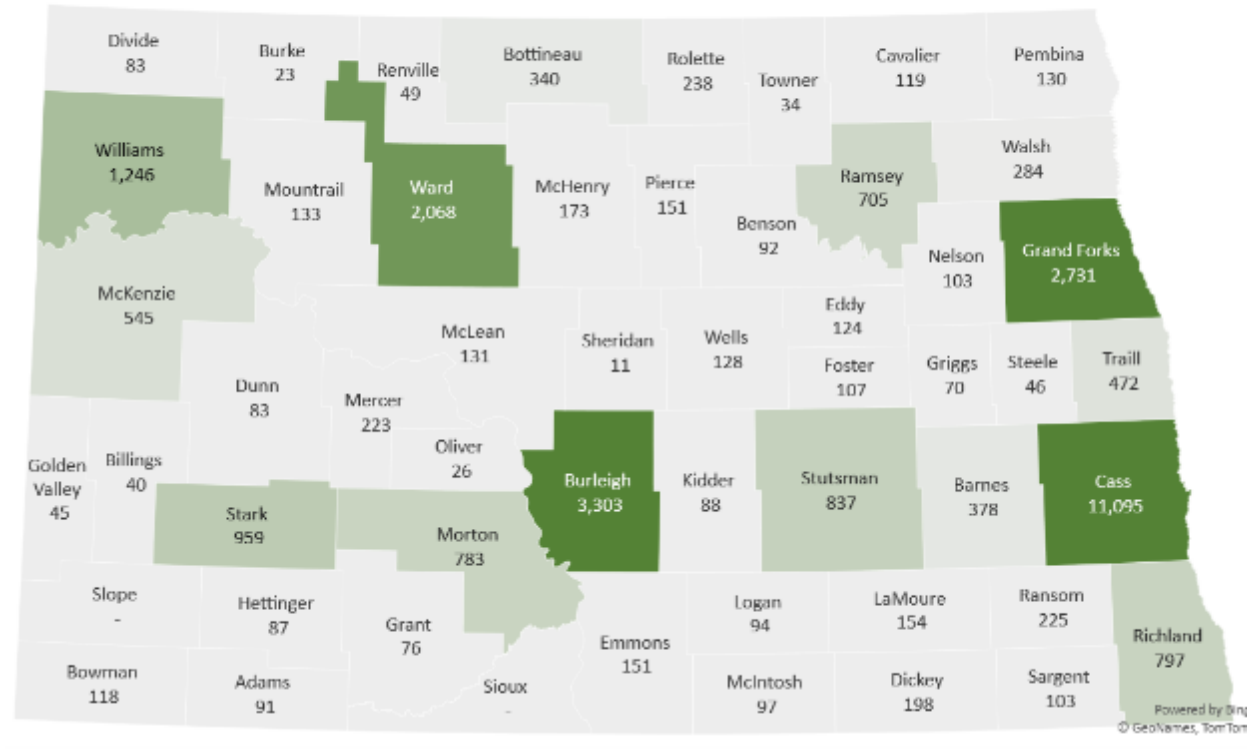 Divide
83
Burke
23
Renville
49
Bottineau
340
Rolette
238
Towner
34
Cavalier
119
Pembina
130
Williams
1,246
Mountrail
133
Ward
2,068
McHenry
173
Pierce
151
Benson
92
Ramsey
705
Walsh
284
Nelson
103
Grand Forks
2,731
McKenzie
545
Dunn
83
McLean
131
Mercer
223
Oliver
26
Sheridan
11
Wells
128
Eddy
124
Foster
107
Griggs
70
Steele
46
Traill
472
Golden
Valley
45
Billings
40
Stark
959
Morton
783
Burleigh
3,303
Kidder
88
Stutsman
837
Barnes
378
Cass
11,095
Slope
-
Hettinger
87
Grant
76
Sioux
-
Emmons
151
Logan
94
LaMoure
154
Ransom
225
Richland
797
Bowman
118
Adams
91
McIntosh
97
Dickey
198
Sargent
103
Powered by Bing
© GeoNames, TomTom